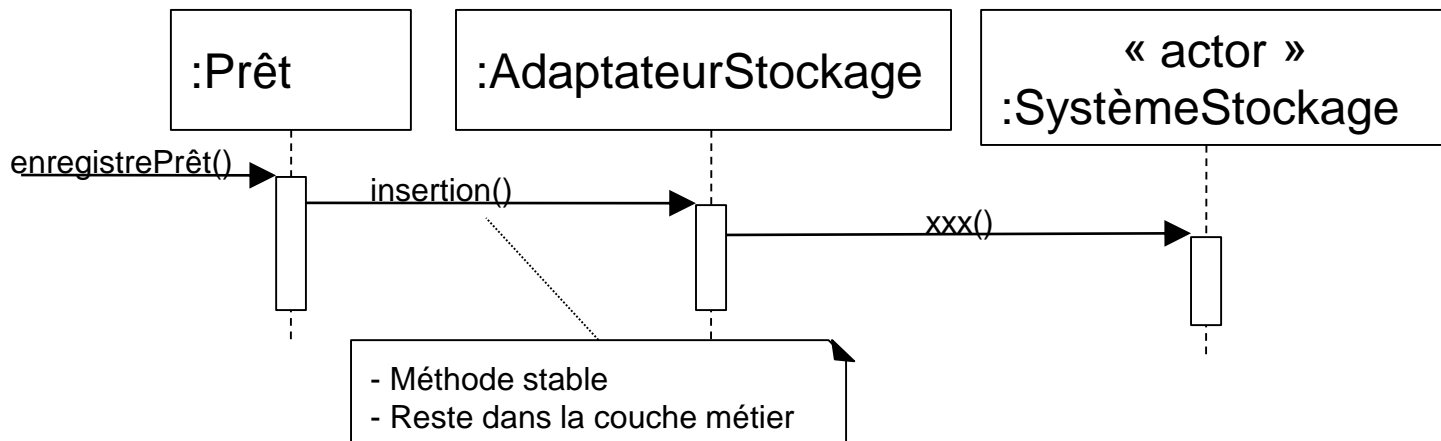 :Prêt
:AdaptateurStockage
« actor »
:SystèmeStockage
enregistrePrêt()
insertion()
xxx()
- Méthode stable
- Reste dans la couche métier